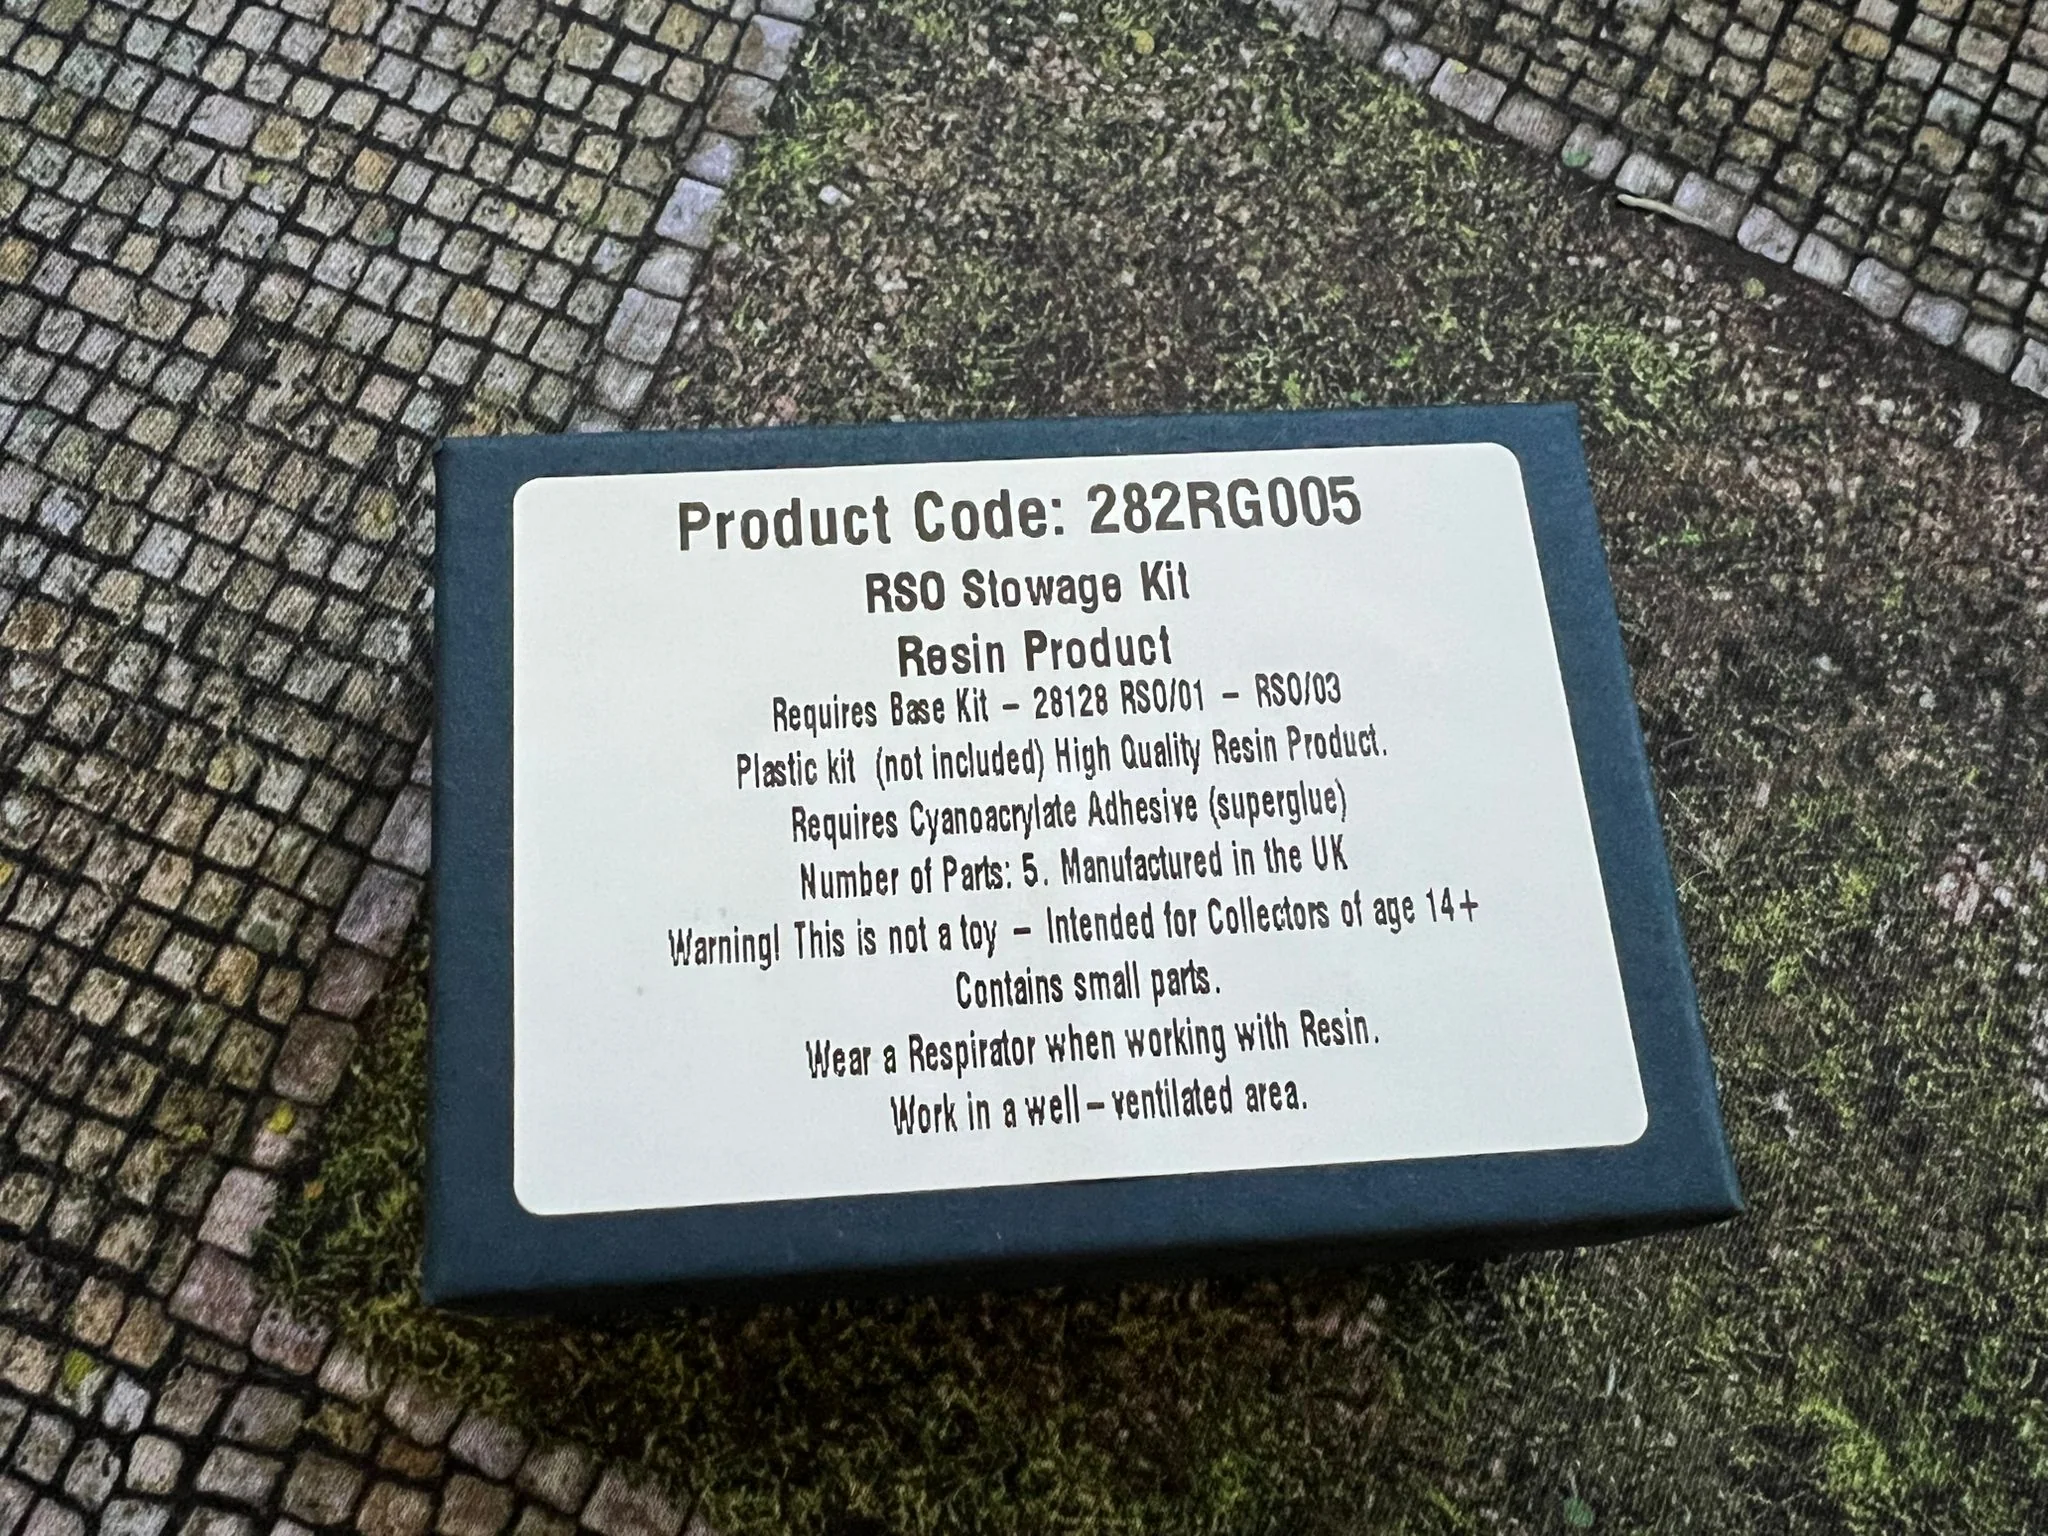 Product Code: 282RG005
RSO Stowage Kit
Resin Product
Requires Base Kit – 28128 RSO/01 – RSO/03
Plastic kit (not included) High Quality Resin Product.
Requires Cyanoacrylate Adhesive (superglue)
Number of Parts: 5. Manufactured in the UK
Warning! This is not a toy – Intended for Collectors of age 14+
Contains small parts.
Wear a Respirator when working with Resin.
Work in a well–ventilated area.